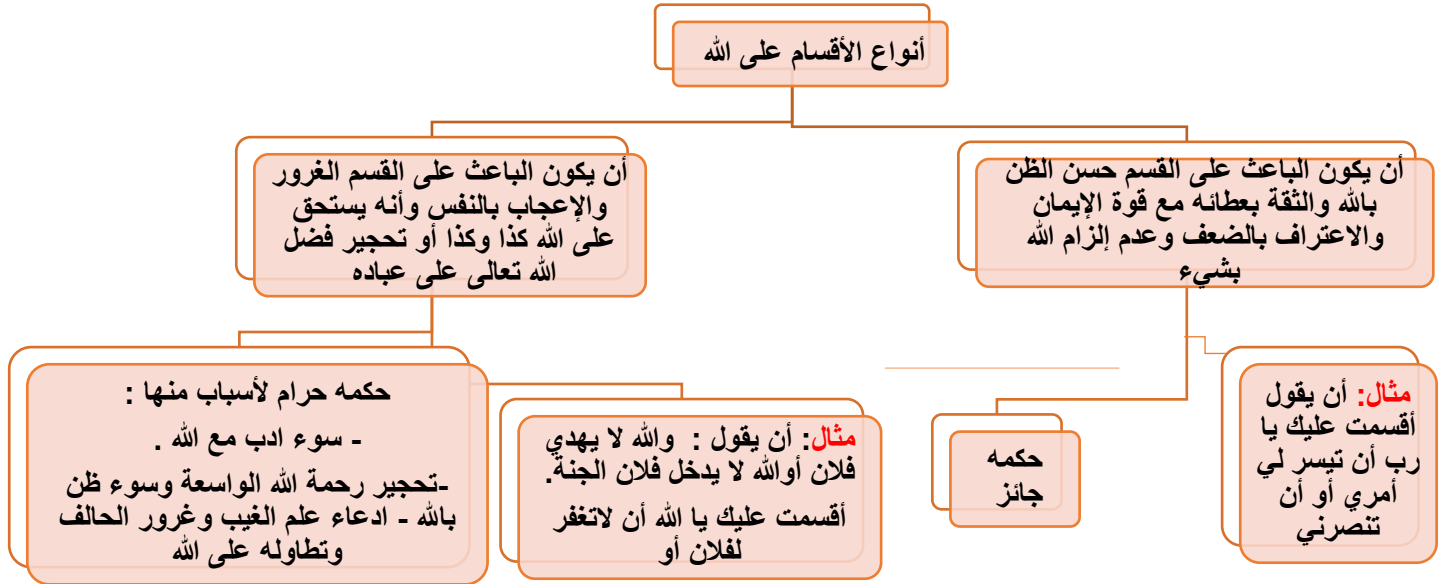 أنواع الأقسام على الله
أن يكون الباعث على القسم حسن الظن
بالله والثقة بعطائه مع قوة الإيمان
والاعتراف بالضعف وعدم إلزام الله
بشيء
أن يكون الباعث على القسم الغرور
والإعجاب بالنفس وأنه يستحق
على الله كذا وكذا أو تحجير فضل
الله تعالى على عباده
مثال: أن يقول
أقسمت عليك يا
رب أن تيسر لي
أمري أو أن
تنصرني
حكمه
جائز
مثال: أن يقول : والله لا يهدي
فلان أوالله لا يدخل فلان الجنة.
أقسمت عليك يا الله أن لاتغفر
لفلان أو
حكمه حرام لأسباب منها :
- سوء ادب مع الله .
-تحجير رحمة الله الواسعة وسوء ظن
بالله - ادعاء علم الغيب وغرور الحالف
وتطاوله على الله